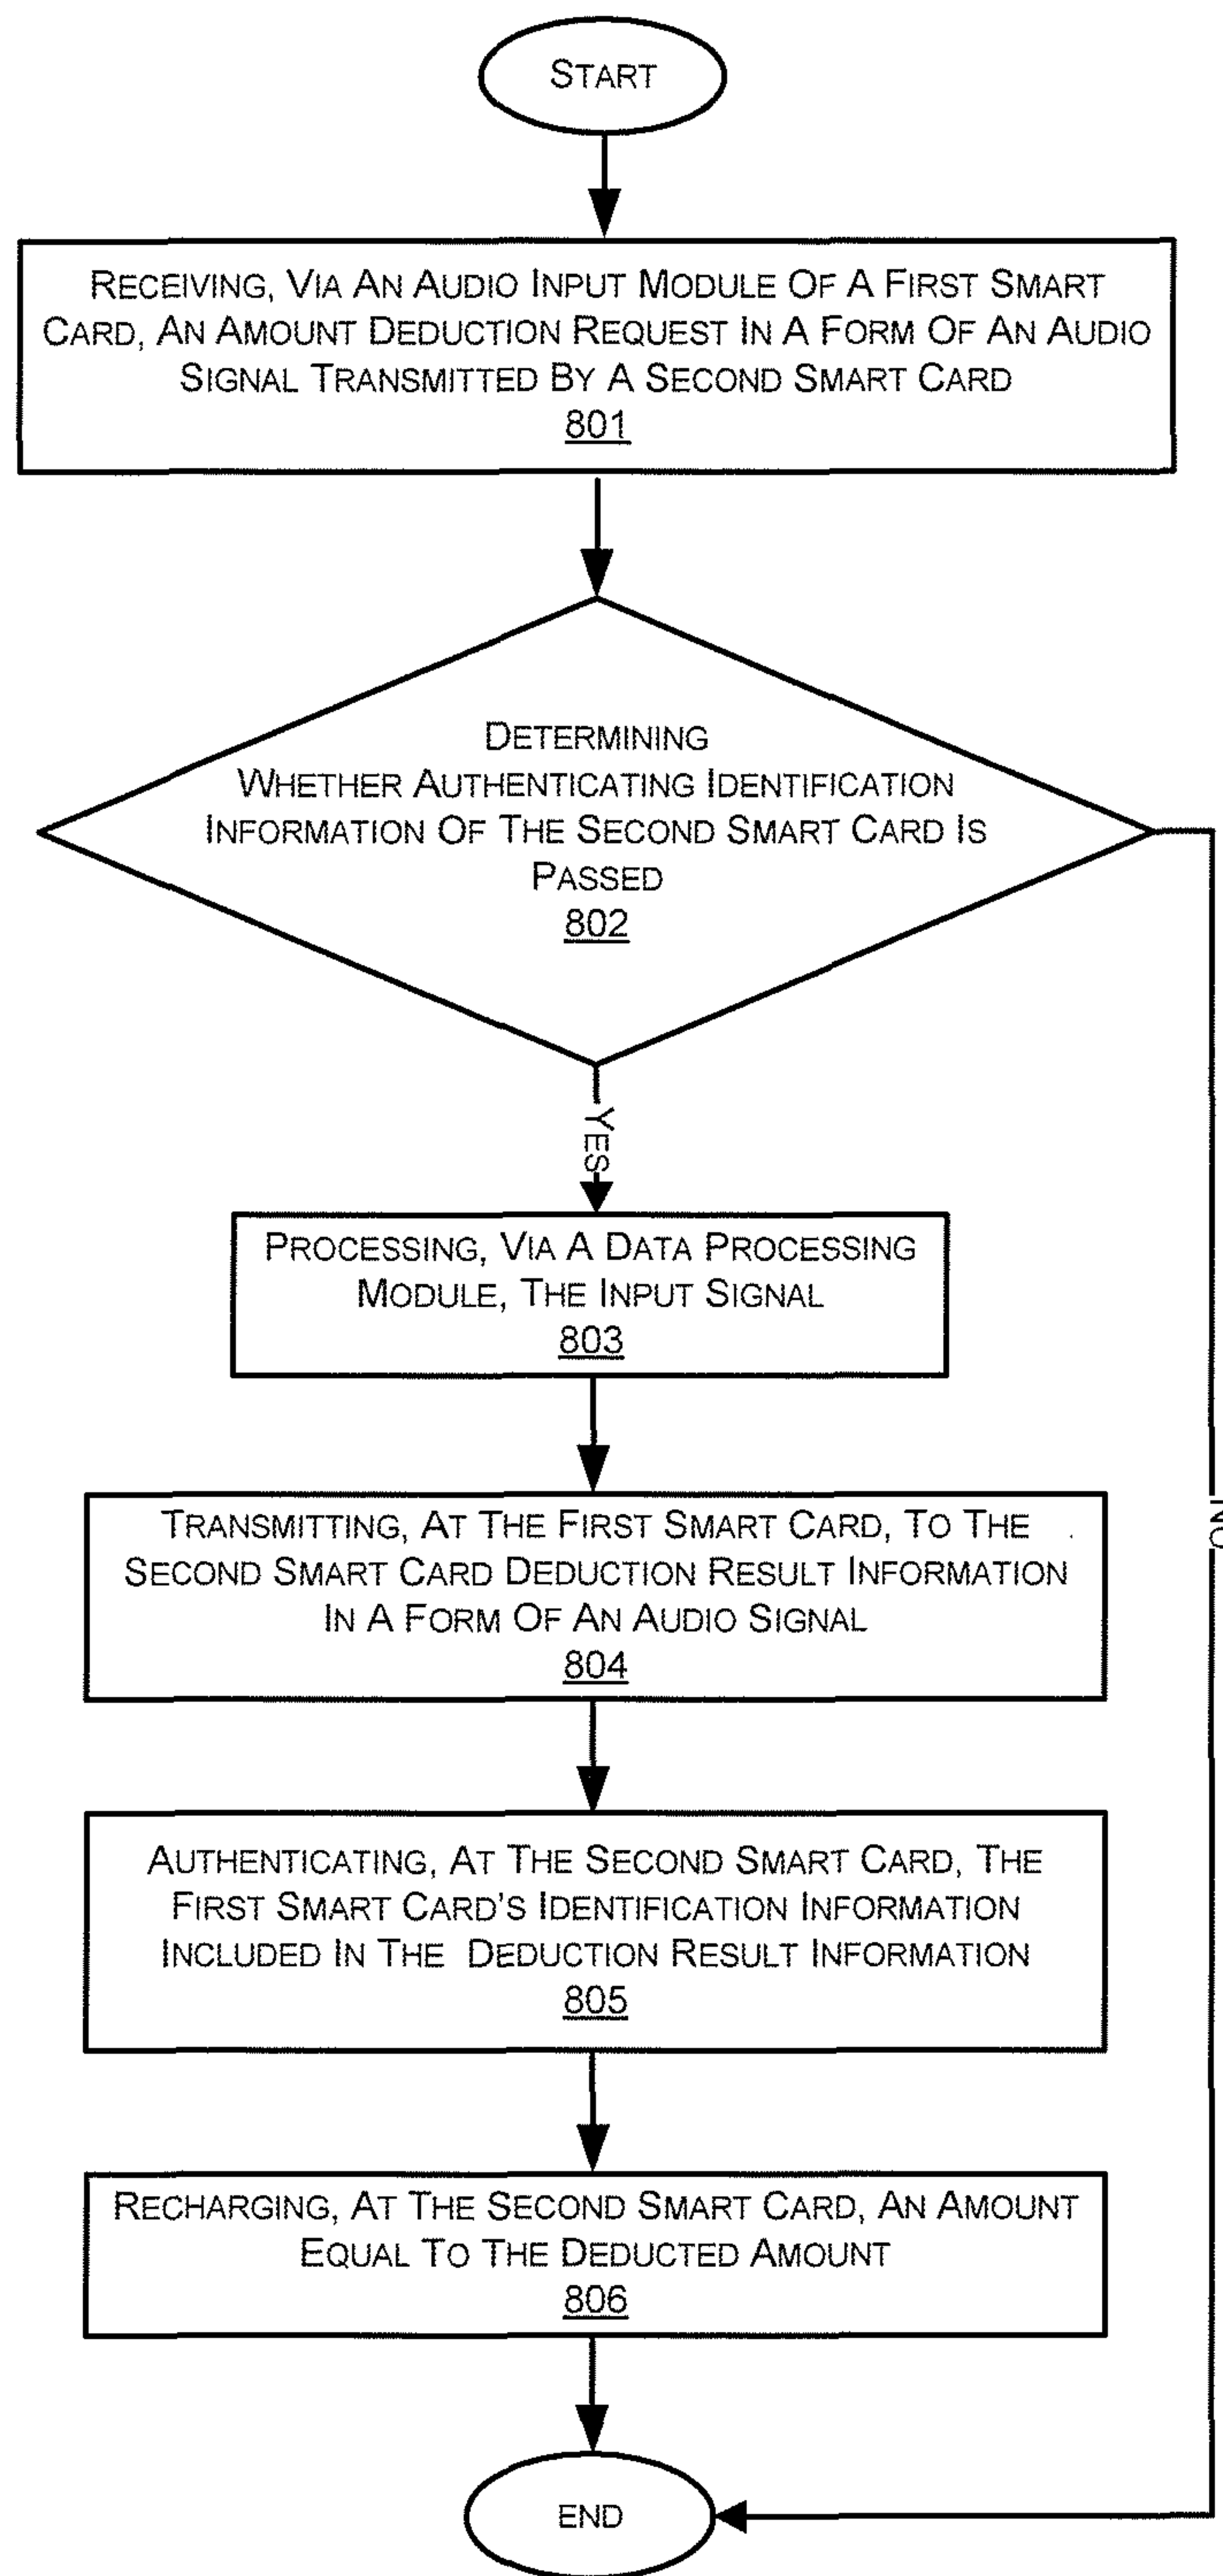 START
RECEIVING, VIA AN AUDIO INPUT MODULE OF A FIRST SMART
CARD, AN AMOUNT DEDUCTION REQUEST IN A FORM OF AN AUDIO
SIGNAL TRANSMITTED BY A SECOND SMART CARD
801
DETERMINING
WHETHER AUTHENTICATING IDENTIFICATION
INFORMATION OF THE SECOND SMART CARD IS
PASSED
802
YES
PROCESSING, VIA A DATA PROCESSING
MODULE, THE INPUT SIGNAL
803
TRANSMITTING, AT THE FIRST SMART CARD, TO THE
SECOND SMART CARD DEDUCTION RESULT INFORMATION
IN A FORM OF AN AUDIO SIGNAL
804
NO
AUTHENTICATING, AT THE SECOND SMART CARD, THE
FIRST SMART CARD'S IDENTIFICATION INFORMATION
INCLUDED IN THE DEDUCTION RESULT INFORMATION
805
RECHARGING, AT THE SECOND SMART CARD, AN AMOUNT
EQUAL TO THE DEDUCTED AMOUNT
806
END